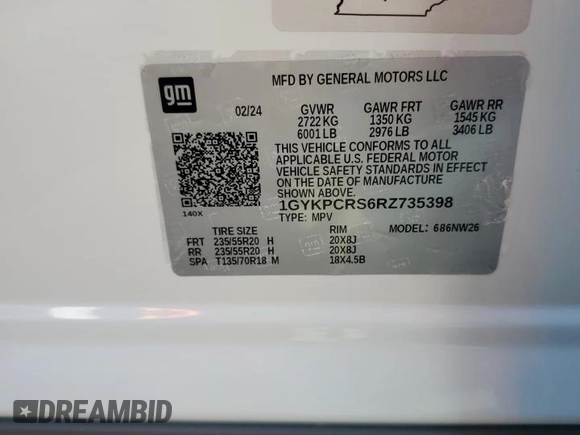 gm
MFD BY GENERAL MOTORS LLC
02/24 GVWR GAWR FRT GAWR RR
2722 KG 1350 KG 1545 KG
6001 LB 2976 LB 3406 LB
THIS VEHICLE CONFORMS TO ALL
APPLICABLE U.S. FEDERAL MOTOR
VEHICLE SAFETY STANDARDS IN EFFECT
ON THE DATE OF MANUFACTURE
SHOWN ABOVE.
1GYKPCRS6RZ735398
140X TYPE: MPV MODEL: 686NW26
TIRE SIZE RIM
FRT 235/55R20 H 20X8J
RR 235/55R20 H 20X8J
SPA T135/70R18 M 18X4.5B
DREAMBID